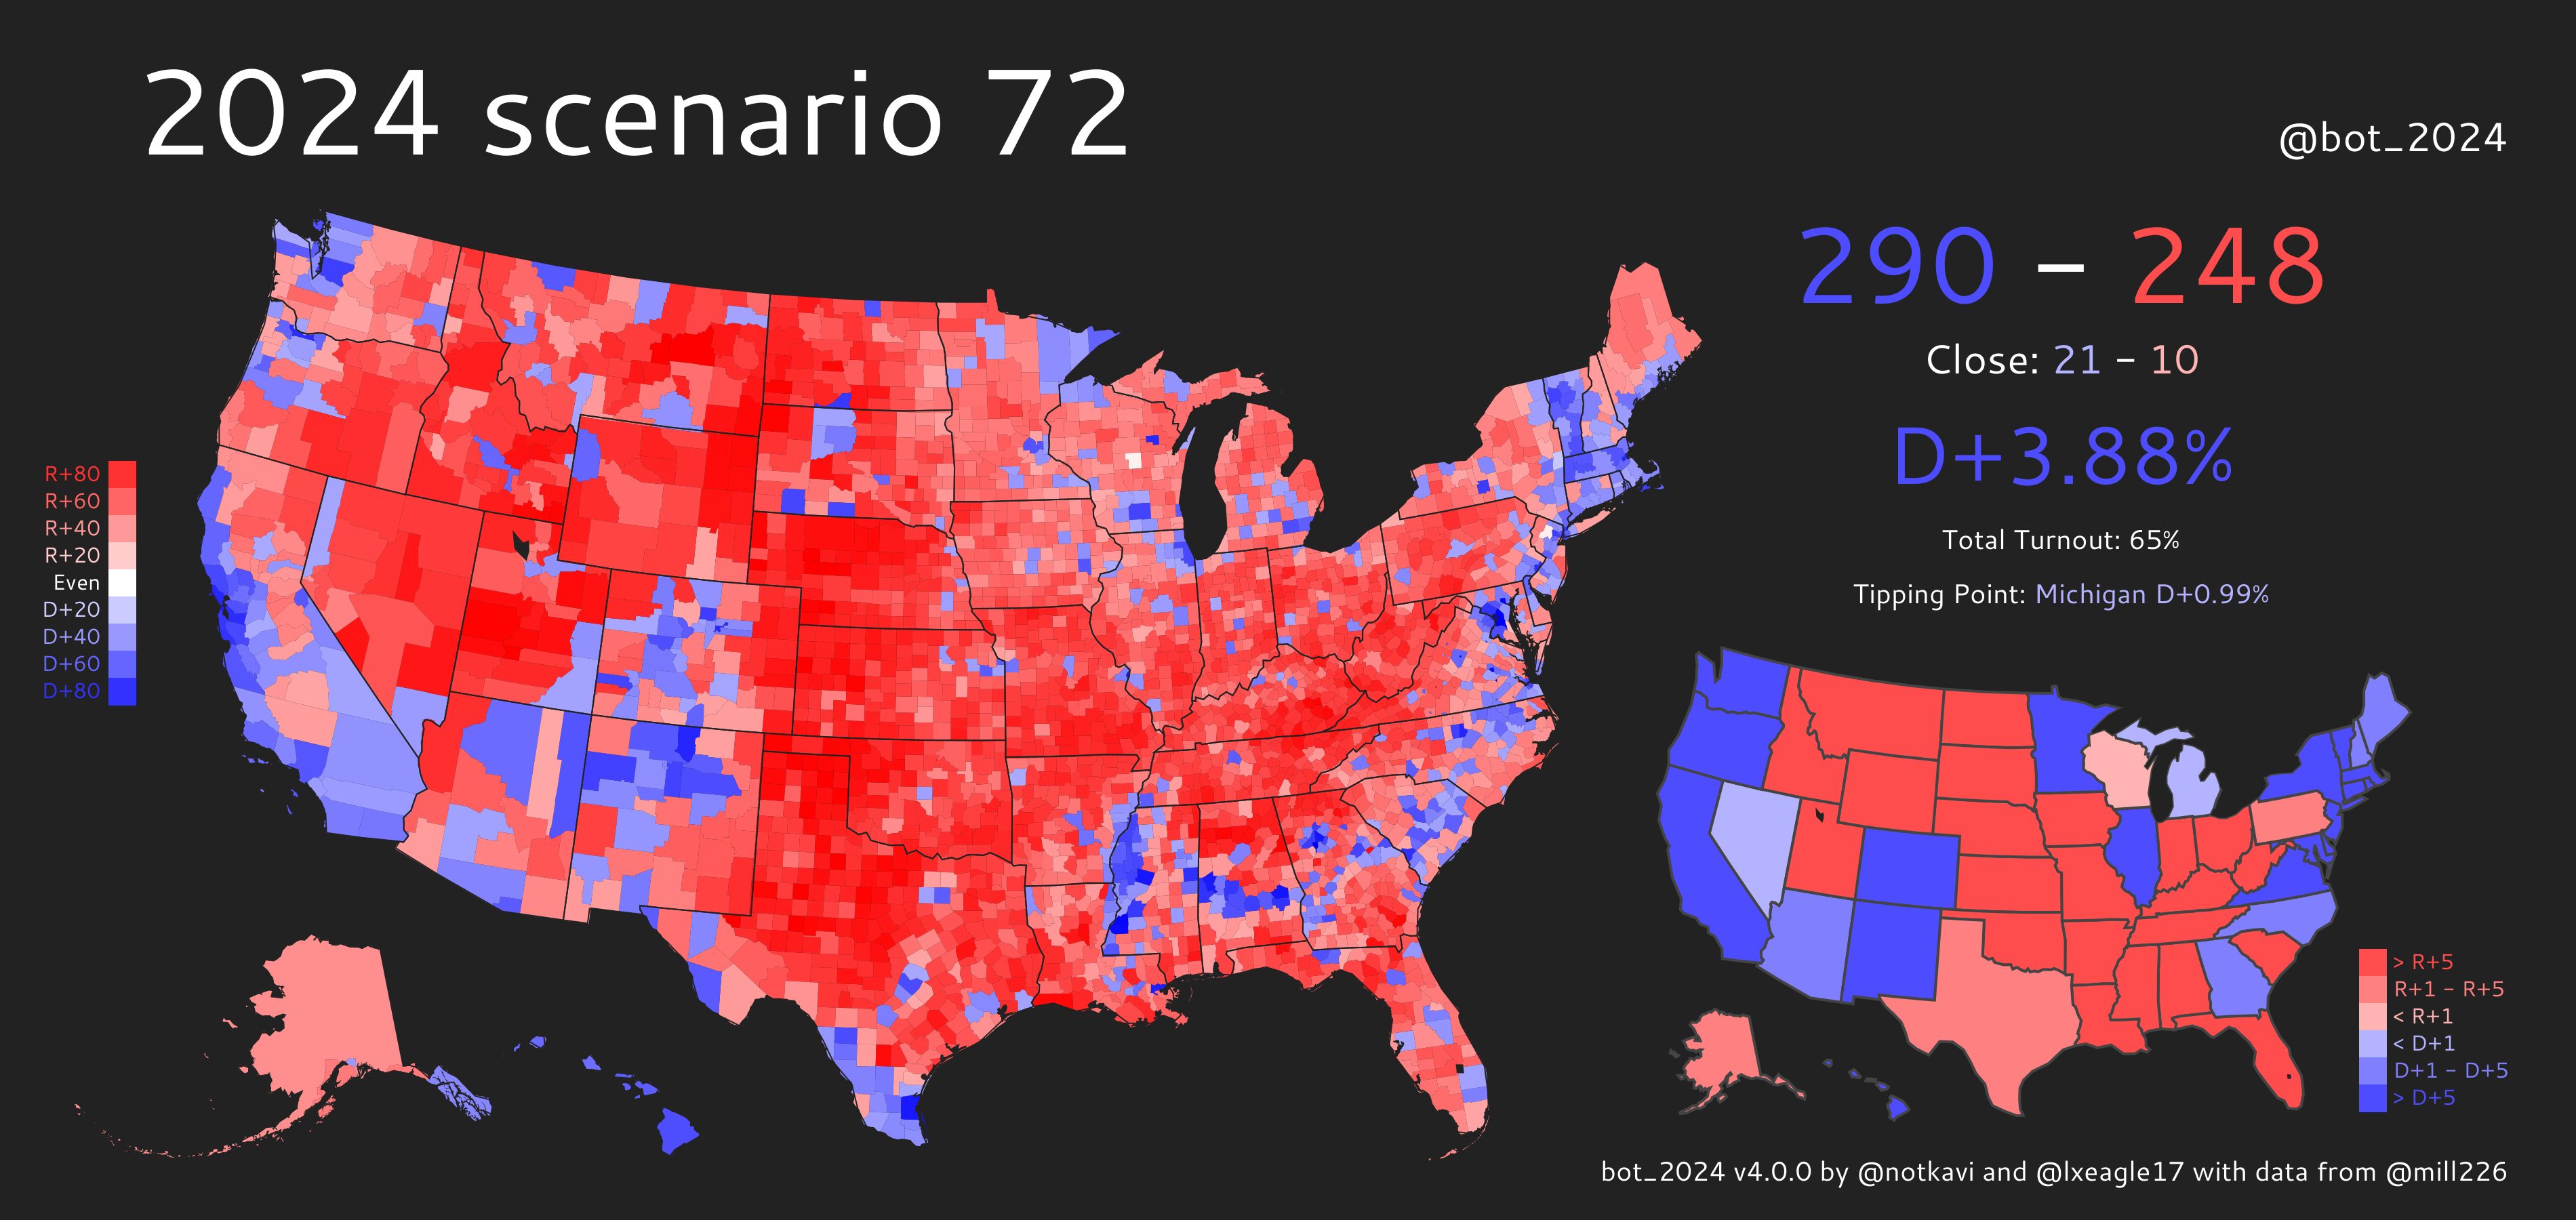 2024 scenario 72
@bot_2024
290 – 248
Close: 21 – 10
D+3.88%
Total Turnout: 65%
Tipping Point: Michigan D+0.99%
R+80
R+60
R+40
R+20
Even
D+20
D+40
D+60
D+80
> R+5
R+1 – R+5
< R+1
< D+1
D+1 – D+5
> D+5
bot_2024 v4.0.0 by @notkavi and @lxeagle17 with data from @mill226